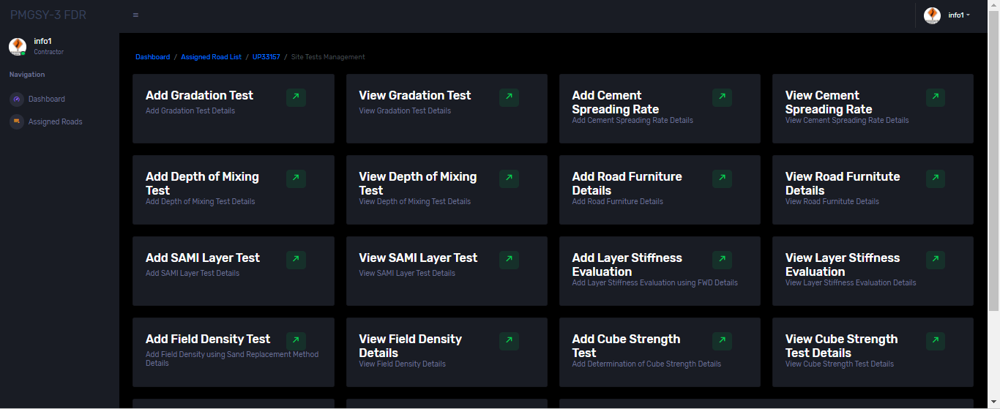 PMGSY-3 FDR
info1
info1
Contractor
Navigation
Dashboard
Assigned Roads
Dashboard / Assigned Road List / UP33157 / Site Tests Management
Add Gradation Test
Add Gradation Test Details
View Gradation Test
View Gradation Test Details
Add Cement
Spreading Rate
Add Cement Spreading Rate Details
View Cement
Spreading Rate
View Cement Spreading Rate Details
Add Depth of Mixing
Test
Add Depth of Mixing Test Details
View Depth of Mixing
Test
View Depth of Mixing Test Details
Add Road Furniture
Details
Add Road Furniture Details
View Road Furnitute
Details
View Road Furnitute Details
Add SAMI Layer Test
Add SAMI Layer Test Details
View SAMI Layer Test
View SAMI Layer Test Details
Add Layer Stiffness
Evaluation
Add Layer Stiffness Evaluation using FWD Details
View Layer Stiffness
Evaluation
View Layer Stiffness Evaluation Details
Add Field Density Test
Add Field Density using Sand Replacement Method
Details
View Field Density
Details
View Field Density Details
Add Cube Strength
Test
Add Determination of Cube Strength Details
View Cube Strength
Test Details
View Cube Strength Test Details